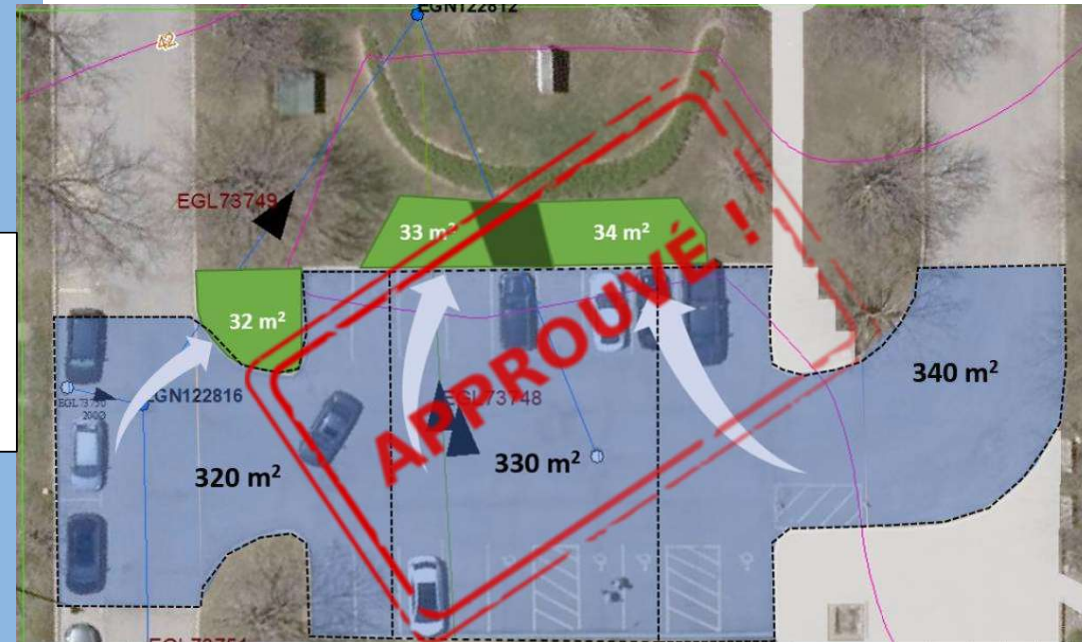 EGN122812
EGL73749
33 m²
34 m²
32 m²
APPROUVÉ !
340 m²
EGN122816
EGL73748
320 m²
330 m²